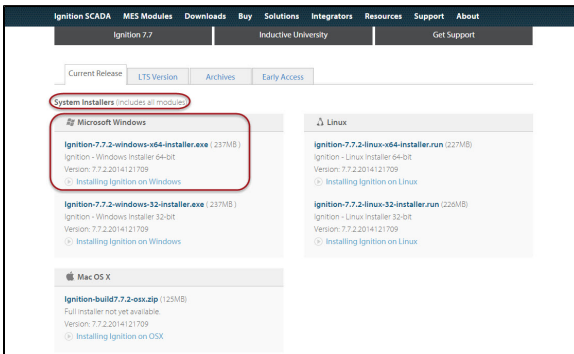 Ignition SCADA MES Modules Downloads Buy Solutions Integrators Resources Support About
Ignition 7.7 Inductive University Get Support
Current Release LTS Version Archives Early Access
System Installers (includes all modules)
Microsoft Windows
Ignition-7.7.2-windows-x64-installer.exe ( 237MB )
Ignition - Windows Installer 64-bit
Version: 7.7.2.2014121709
Installing Ignition on Windows
Ignition-7.7.2-windows-32-installer.exe ( 237MB )
Ignition - Windows Installer 32-bit
Version: 7.7.2.2014121709
Installing Ignition on Windows
Linux
ignition-7.7.2-linux-x64-installer.run (227MB)
Ignition - Linux Installer 64-bit
Version: 7.7.2.2014121709
Installing Ignition on Linux
ignition-7.7.2-linux-32-installer.run (226MB)
Ignition - Linux Installer 32-bit
Version: 7.7.2.2014121709
Installing Ignition on Linux
Mac OS X
Ignition-build7.7.2-osx.zip (125MB)
Full installer not yet available.
Version: 7.7.2.2014121709
Installing Ignition on OSX